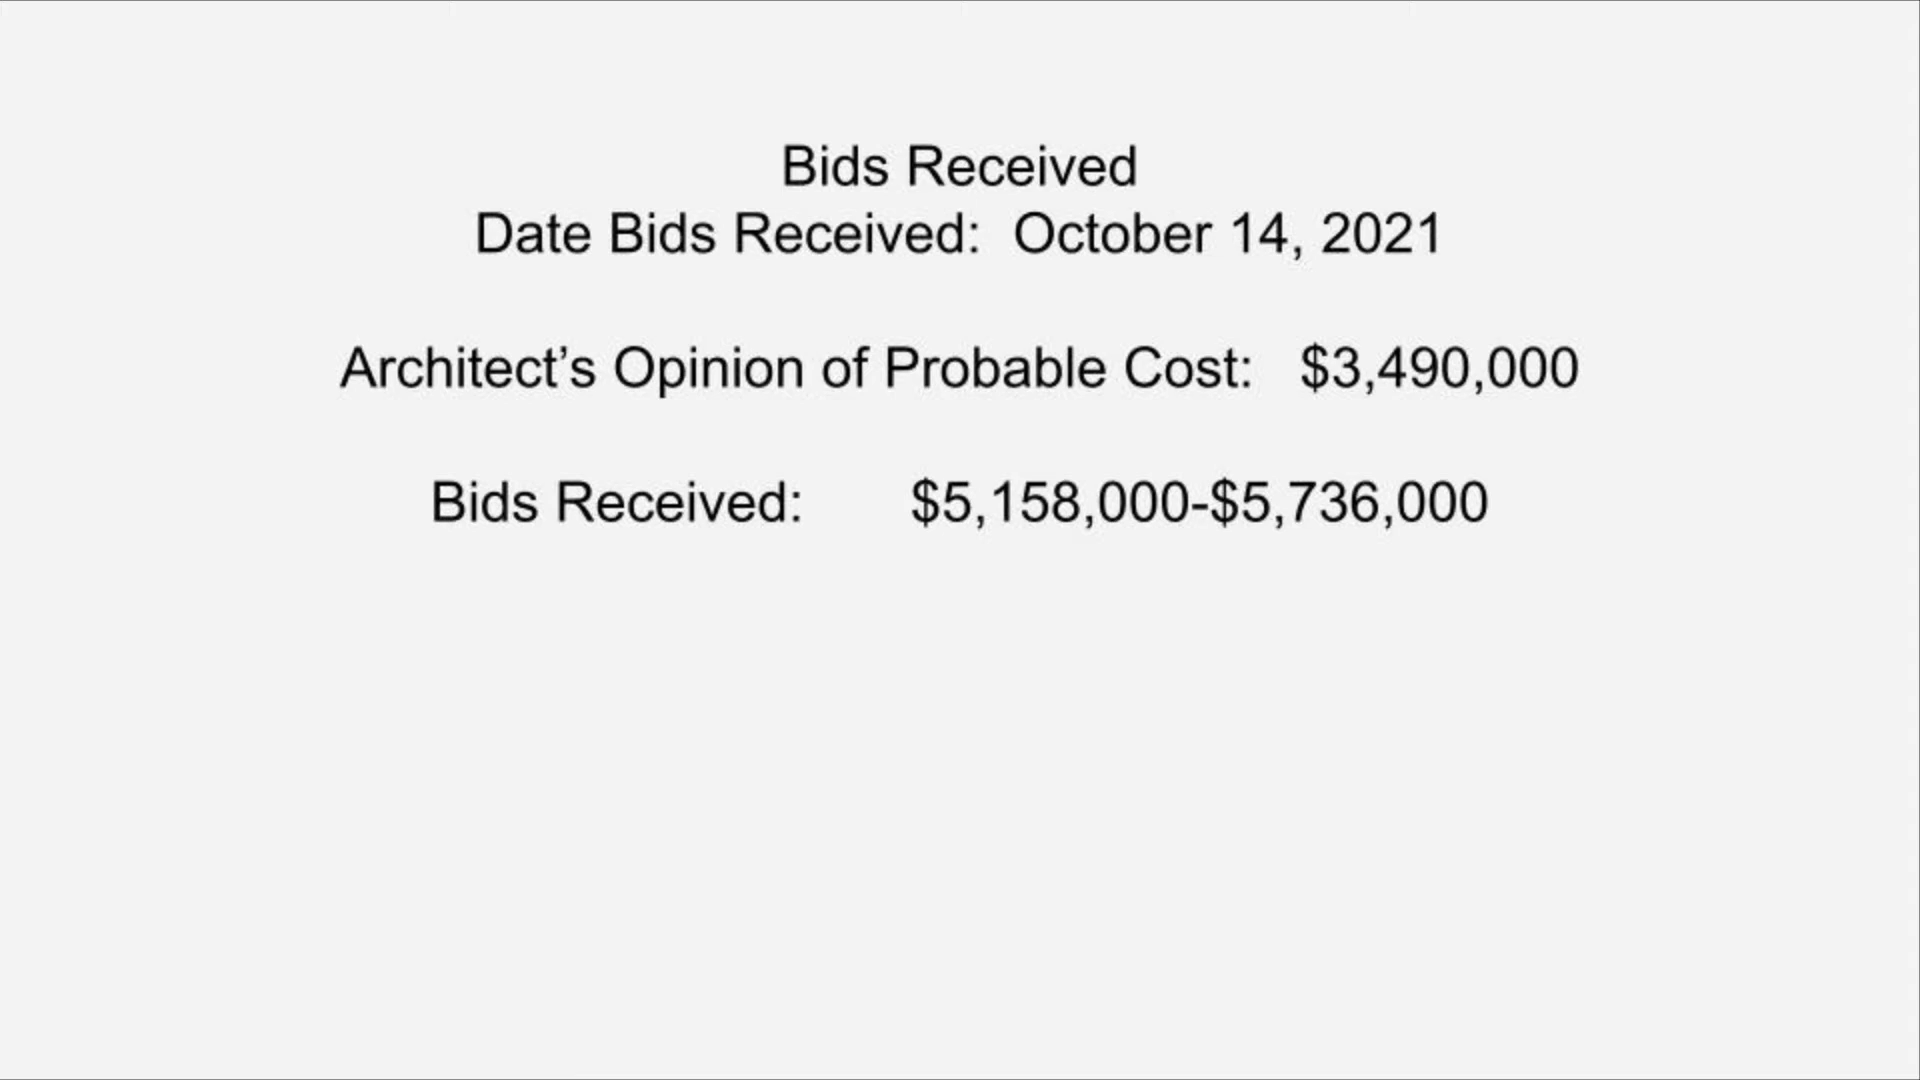 Bids Received
Date Bids Received:  October 14, 2021
Architect’s Opinion of Probable Cost:   $3,490,000
Bids Received:       $5,158,000-$5,736,000